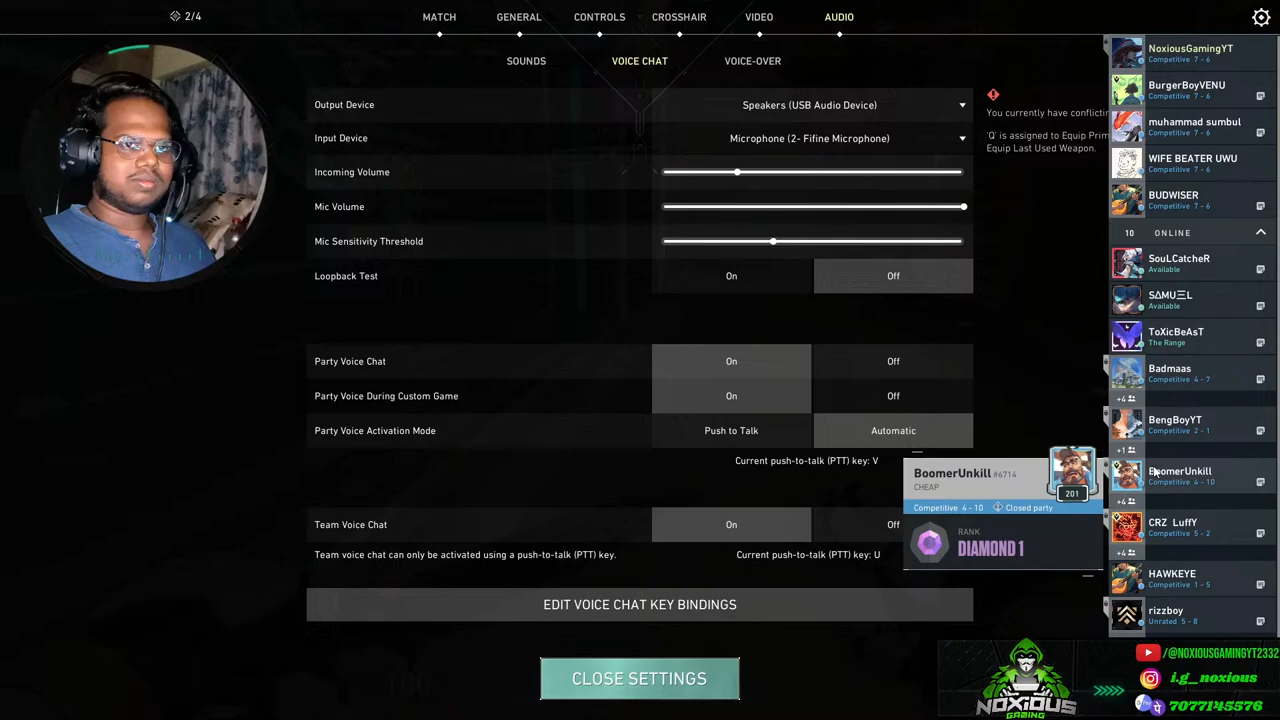 2/4
MATCH
GENERAL
CONTROLS
CROSSHAIR
VIDEO
AUDIO
SOUNDS
VOICE CHAT
VOICE-OVER
Output Device
Speakers (USB Audio Device)
Input Device
Microphone (2- Fifine Microphone)
Incoming Volume
Mic Volume
Mic Sensitivity Threshold
Loopback Test
On
Off
Party Voice Chat
On
Off
Party Voice During Custom Game
On
Off
Party Voice Activation Mode
Push to Talk
Automatic
Current push-to-talk (PTT) key: V
Team Voice Chat
On
Off
Team voice chat can only be activated using a push-to-talk (PTT) key.
Current push-to-talk (PTT) key: U
EDIT VOICE CHAT KEY BINDINGS
CLOSE SETTINGS
You currently have conflictin
'Q' is assigned to Equip Prim
Equip Last Used Weapon.
BoomerUnkill #6714
CHEAP
201
Competitive 4 - 10
Closed party
RANK
DIAMOND 1
NoxiousGamingYT
Competitive 7 - 6
BurgerBoyVENU
Competitive 7 - 6
muhammad sumbul
Competitive 7 - 6
WIFE BEATER UWU
Competitive 7 - 6
BUDWISER
Competitive 7 - 6
10 ONLINE
SouLCatcheR
Available
SΔMUΞL
Available
ToXicBeAsT
The Range
Badmaas
Competitive 4 - 7
+4
BengBoyYT
Competitive 2 - 1
+1
BoomerUnkill
Competitive 4 - 10
+4
CRZ LuffY
Competitive 5 - 2
+4
HAWKEYE
Competitive 1 - 5
rizzboy
Unrated 5 - 8
NOXIOUS
GAMING
/@NOXIOUSGAMINGYT2332
i.g_noxious
7077145576